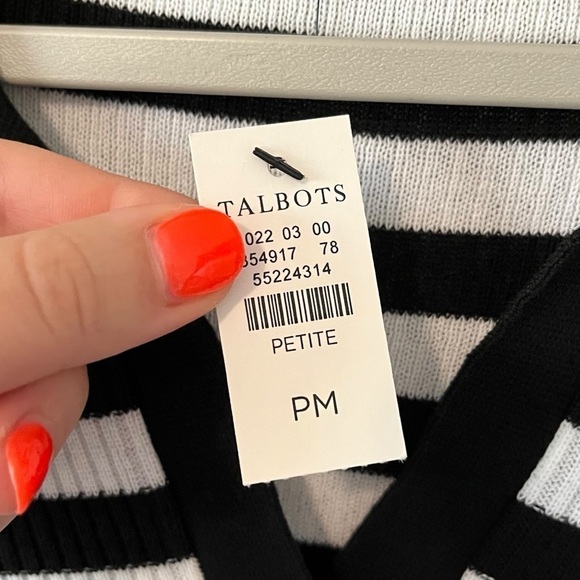 TALBOTS
022 03 00
54917 78
55224314
PETITE
PM